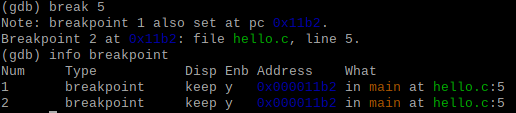 (gdb) break 5
Note: breakpoint 1 also set at pc 0x11b2.
Breakpoint 2 at 0x11b2: file hello.c, line 5.
(gdb) info breakpoint
Num     Type           Disp Enb Address    What
1       breakpoint     keep y   0x000011b2 in main at hello.c:5
2       breakpoint     keep y   0x000011b2 in main at hello.c:5